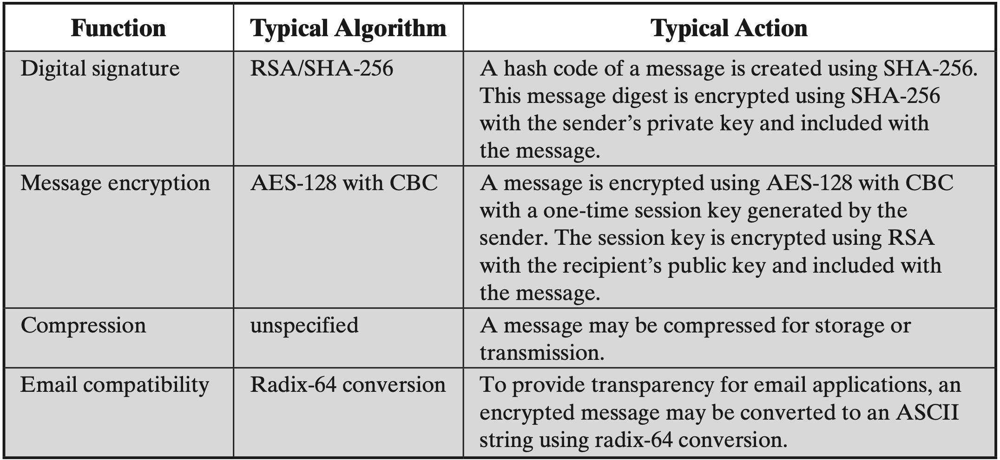 Function Typical Algorithm Typical Action
Digital signature RSA/SHA-256 A hash code of a message is created using SHA-256.
This message digest is encrypted using SHA-256
with the sender’s private key and included with
the message.
Message encryption AES-128 with CBC A message is encrypted using AES-128 with CBC
with a one-time session key generated by the
sender. The session key is encrypted using RSA
with the recipient’s public key and included with
the message.
Compression unspecified A message may be compressed for storage or
transmission.
Email compatibility Radix-64 conversion To provide transparency for email applications, an
encrypted message may be converted to an ASCII
string using radix-64 conversion.